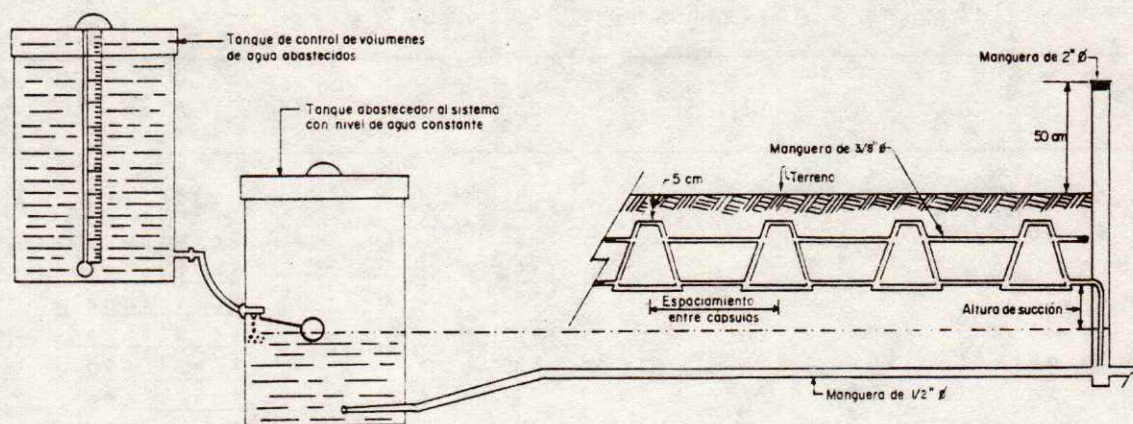 Tanque de control de volumenes
de agua abastecidos
Manguera de 2" Ø
Tanque abastecedor al sistema
con nivel de agua constante
50 cm
Manguera de 3/8" Ø
5 cm
Terreno
Espaciamiento
entre cápsulas
Altura de succión
Manguera de 1/2" Ø